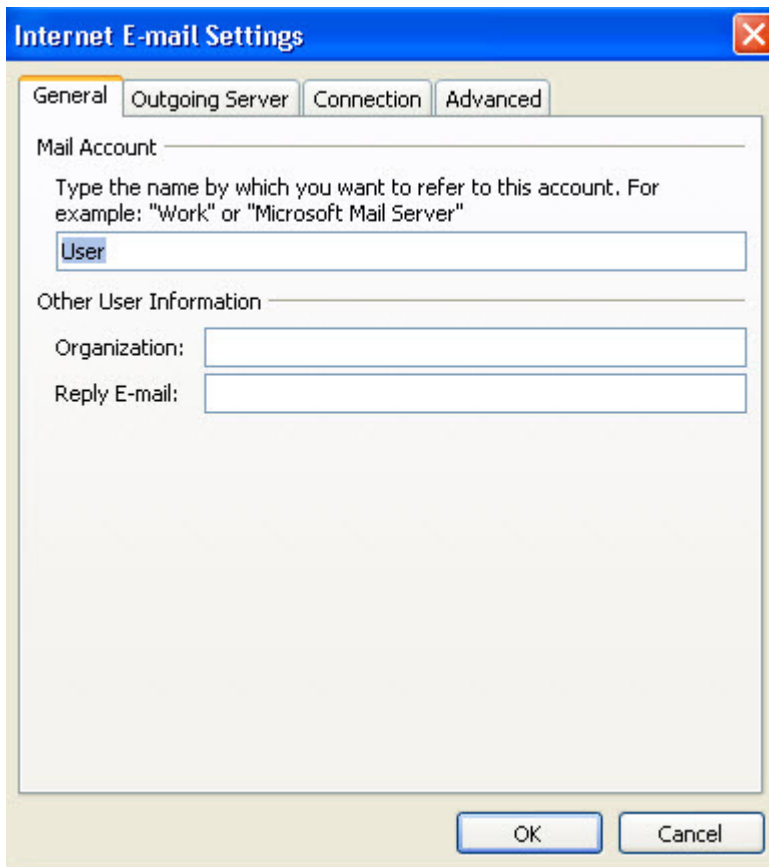 Internet E-mail Settings
General
Outgoing Server
Connection
Advanced
Mail Account
Type the name by which you want to refer to this account. For
example: "Work" or "Microsoft Mail Server"
User
Other User Information
Organization:
Reply E-mail:
OK
Cancel